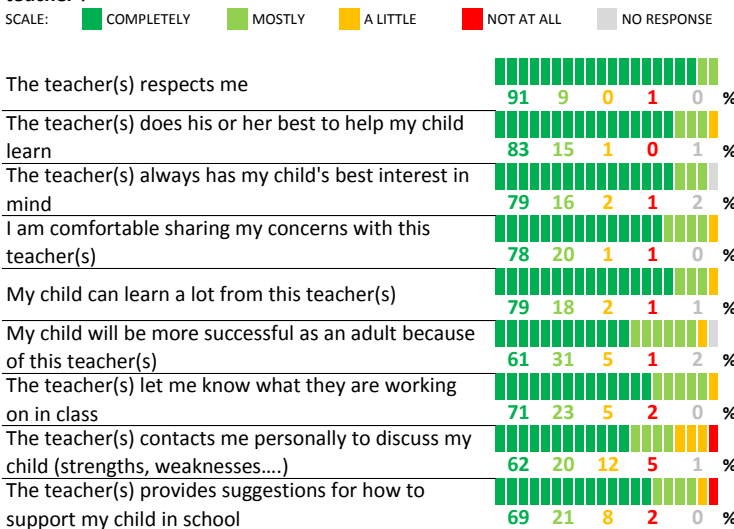 SCALE: COMPLETELY MOSTLY A LITTLE NOT AT ALL NO RESPONSE
The teacher(s) respects me
91 9 0 1 0 %
The teacher(s) does his or her best to help my child
learn
83 15 1 0 1 %
The teacher(s) always has my child's best interest in
mind
79 16 2 1 2 %
I am comfortable sharing my concerns with this
teacher(s)
78 20 1 1 0 %
My child can learn a lot from this teacher(s)
79 18 2 1 1 %
My child will be more successful as an adult because
of this teacher(s)
61 31 5 1 2 %
The teacher(s) let me know what they are working
on in class
71 23 5 2 0 %
The teacher(s) contacts me personally to discuss my
child (strengths, weaknesses....)
62 20 12 5 1 %
The teacher(s) provides suggestions for how to
support my child in school
69 21 8 2 0 %